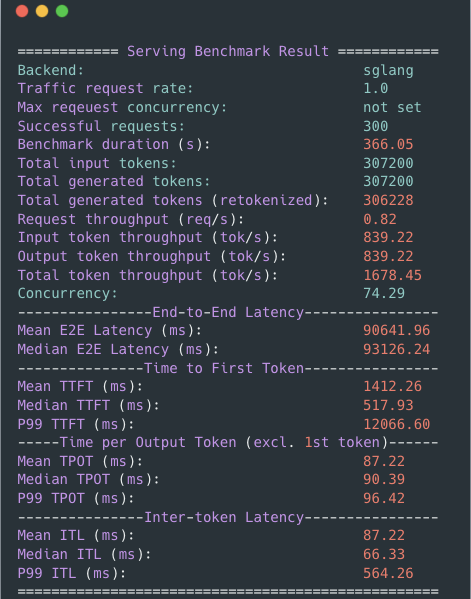 ============ Serving Benchmark Result ============
Backend: sglang
Traffic request rate: 1.0
Max reqeuest concurrency: not set
Successful requests: 300
Benchmark duration (s): 366.05
Total input tokens: 307200
Total generated tokens: 307200
Total generated tokens (retokenized): 306228
Request throughput (req/s): 0.82
Input token throughput (tok/s): 839.22
Output token throughput (tok/s): 839.22
Total token throughput (tok/s): 1678.45
Concurrency: 74.29
----------------End-to-End Latency----------------
Mean E2E Latency (ms): 90641.96
Median E2E Latency (ms): 93126.24
---------------Time to First Token----------------
Mean TTFT (ms): 1412.26
Median TTFT (ms): 517.93
P99 TTFT (ms): 12066.60
-----Time per Output Token (excl. 1st token)------
Mean TPOT (ms): 87.22
Median TPOT (ms): 90.39
P99 TPOT (ms): 96.42
---------------Inter-token Latency----------------
Mean ITL (ms): 87.22
Median ITL (ms): 66.33
P99 ITL (ms): 564.26
==================================================